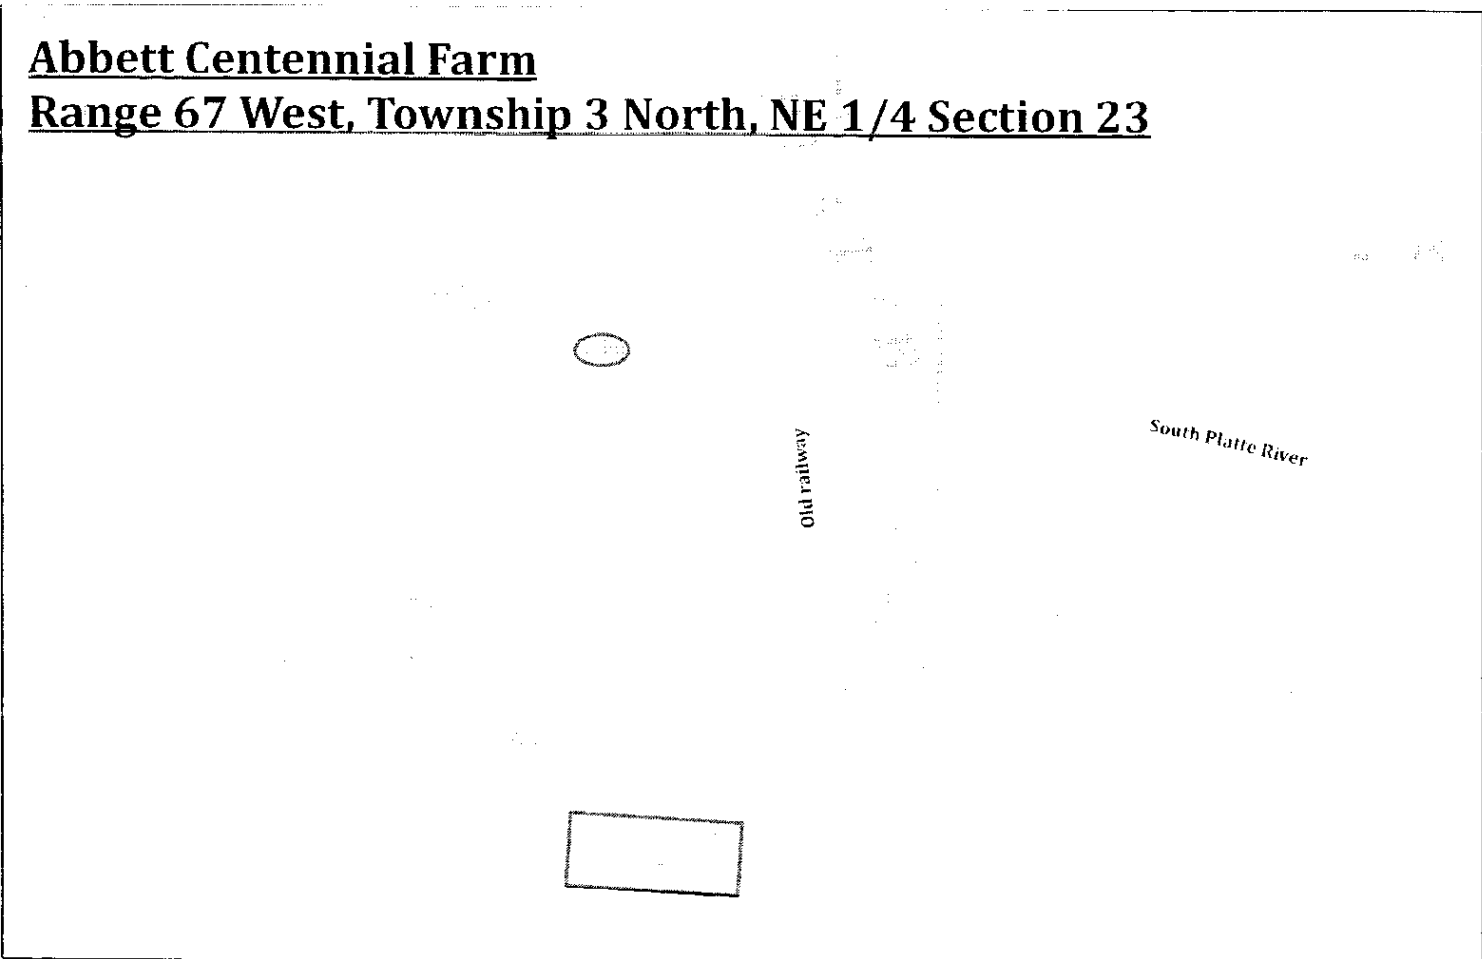 Abbett Centennial Farm
Range 67 West, Township 3 North, NE 1/4 Section 23
South Platte River
Old railway